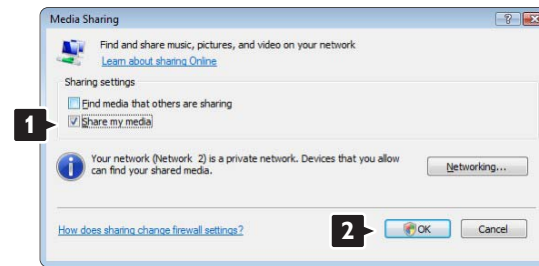 Media Sharing
Find and share music, pictures, and video on your network
Learn about sharing Online
Sharing settings
Find media that others are sharing
1
Share my media
Your network (Network 2) is a private network. Devices that you allow
can find your shared media.
Networking...
How does sharing change firewall settings?
2
OK
Cancel